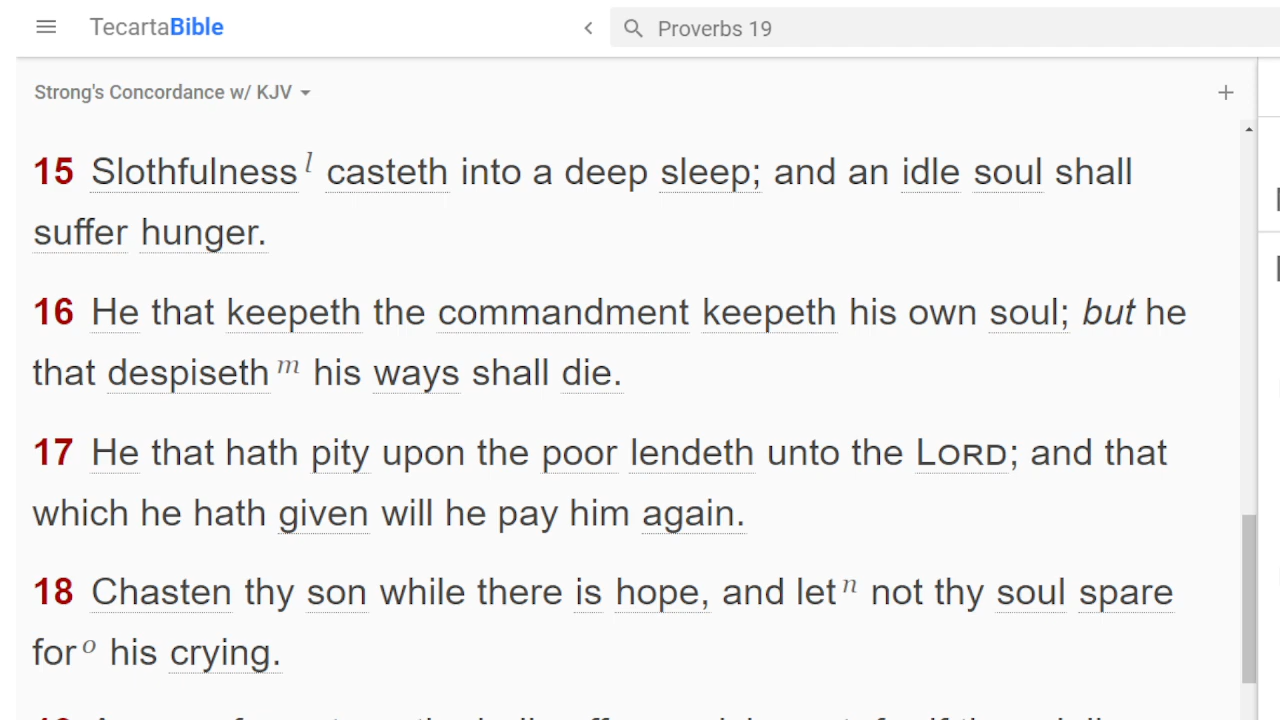 TecartaBible
Proverbs 19
Strong's Concordance w/ KJV
15 Slothfulness l casteth into a deep sleep; and an idle soul shall
suffer hunger.
16 He that keepeth the commandment keepeth his own soul; but he
that despiseth m his ways shall die.
17 He that hath pity upon the poor lendeth unto the LORD; and that
which he hath given will he pay him again.
18 Chasten thy son while there is hope, and let n not thy soul spare
for o his crying.